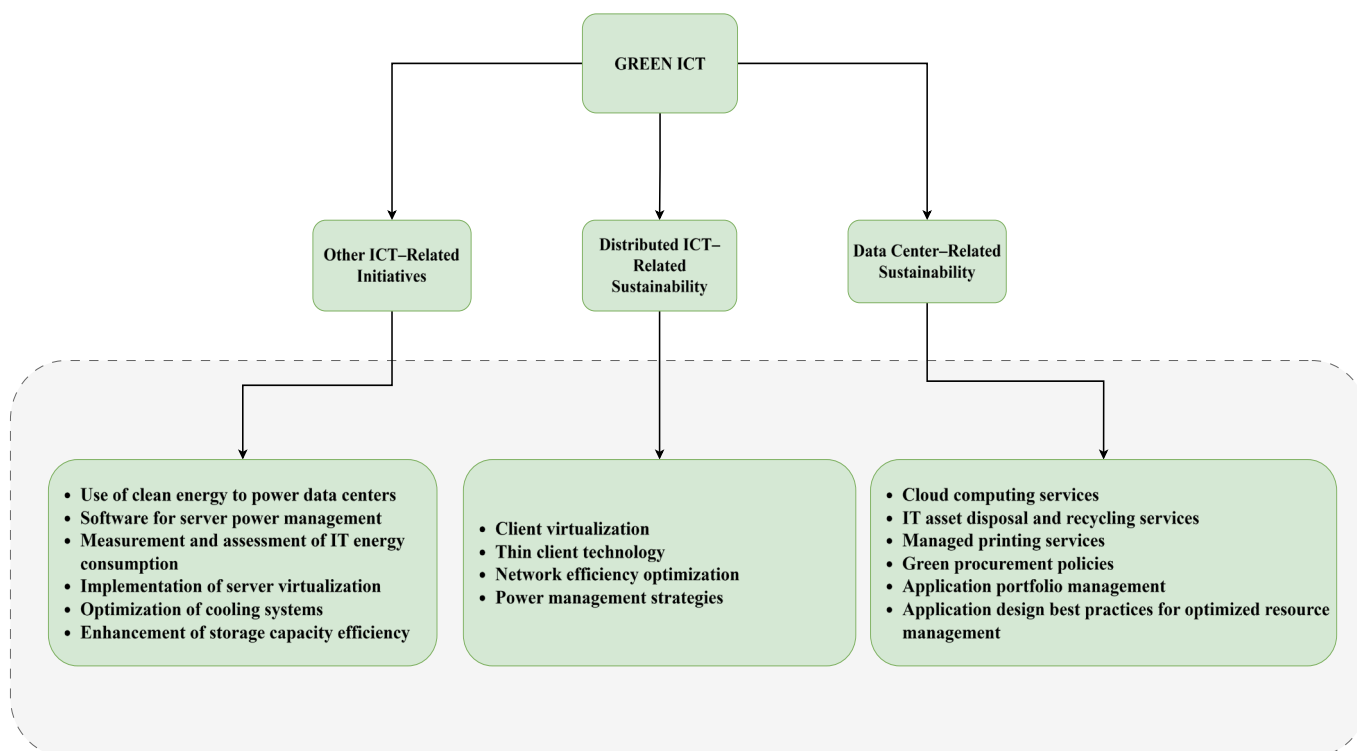 GREEN ICT
Other ICT–Related
Initiatives
Distributed ICT–
Related
Sustainability
Data Center–Related
Sustainability
• Use of clean energy to power data centers
• Software for server power management
• Measurement and assessment of IT energy
consumption
• Implementation of server virtualization
• Optimization of cooling systems
• Enhancement of storage capacity efficiency
• Client virtualization
• Thin client technology
• Network efficiency optimization
• Power management strategies
• Cloud computing services
• IT asset disposal and recycling services
• Managed printing services
• Green procurement policies
• Application portfolio management
• Application design best practices for optimized resource
management